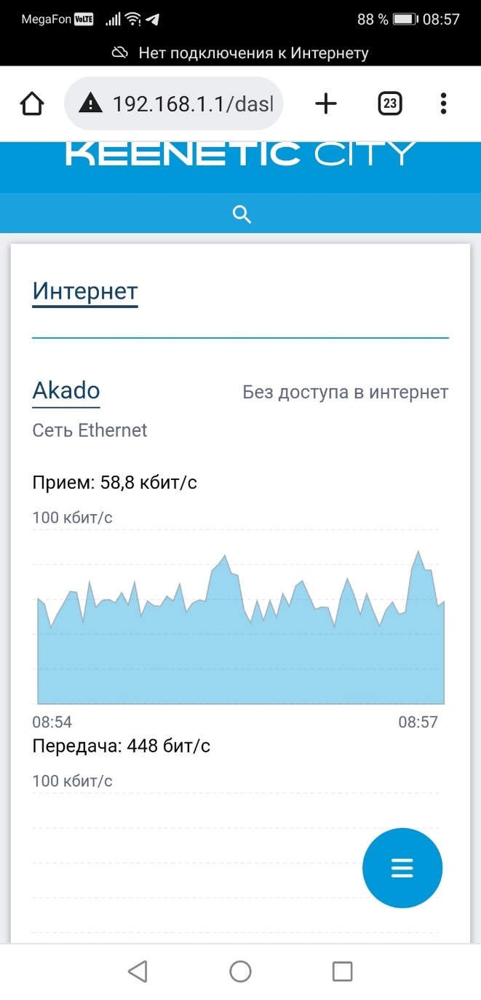 MegaFon VoLTE 88 % 08:57
Нет подключения к Интернету
192.168.1.1/dasl 23
KEENETIC CITY
Интернет
Akado Без доступа в интернет
Сеть Ethernet
Прием: 58,8 кбит/с
100 кбит/с
08:54 08:57
Передача: 448 бит/с
100 кбит/с